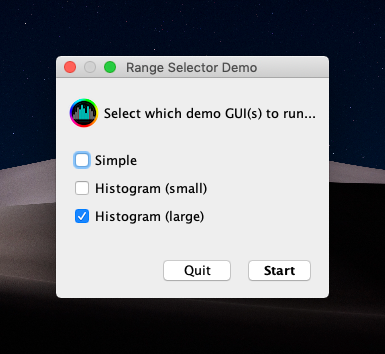 Range Selector Demo
Select which demo GUI(s) to run...
Simple
Histogram (small)
Histogram (large)
Quit Start